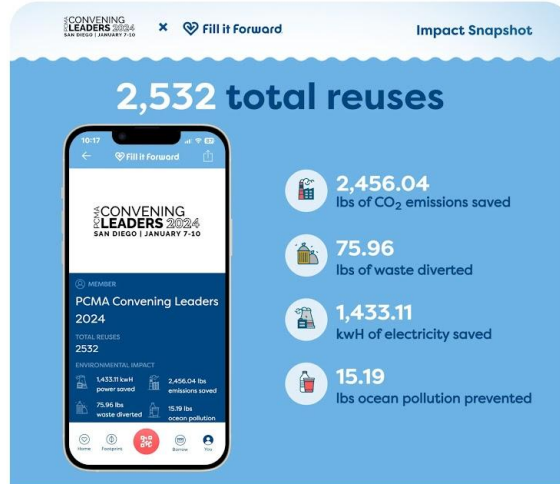 PCMA CONVENING
LEADERS 2024
SAN DIEGO | JANUARY 7-10
x
Fill it Forward
Impact Snapshot
2,532 total reuses
10:17
Fill it Forward
PCMA CONVENING
LEADERS 2024
SAN DIEGO | JANUARY 7-10
MEMBER
PCMA Convening Leaders
2024
TOTAL REUSES
2532
ENVIRONMENTAL IMPACT
1,433.11 kwH
power saved
2,456.04 lbs
emissions saved
75.96 lbs
waste diverted
15.19 lbs
ocean pollution
Home
Footprint
Borrow
You
2,456.04
lbs of CO₂ emissions saved
75.96
lbs of waste diverted
1,433.11
kwH of electricity saved
15.19
lbs ocean pollution prevented